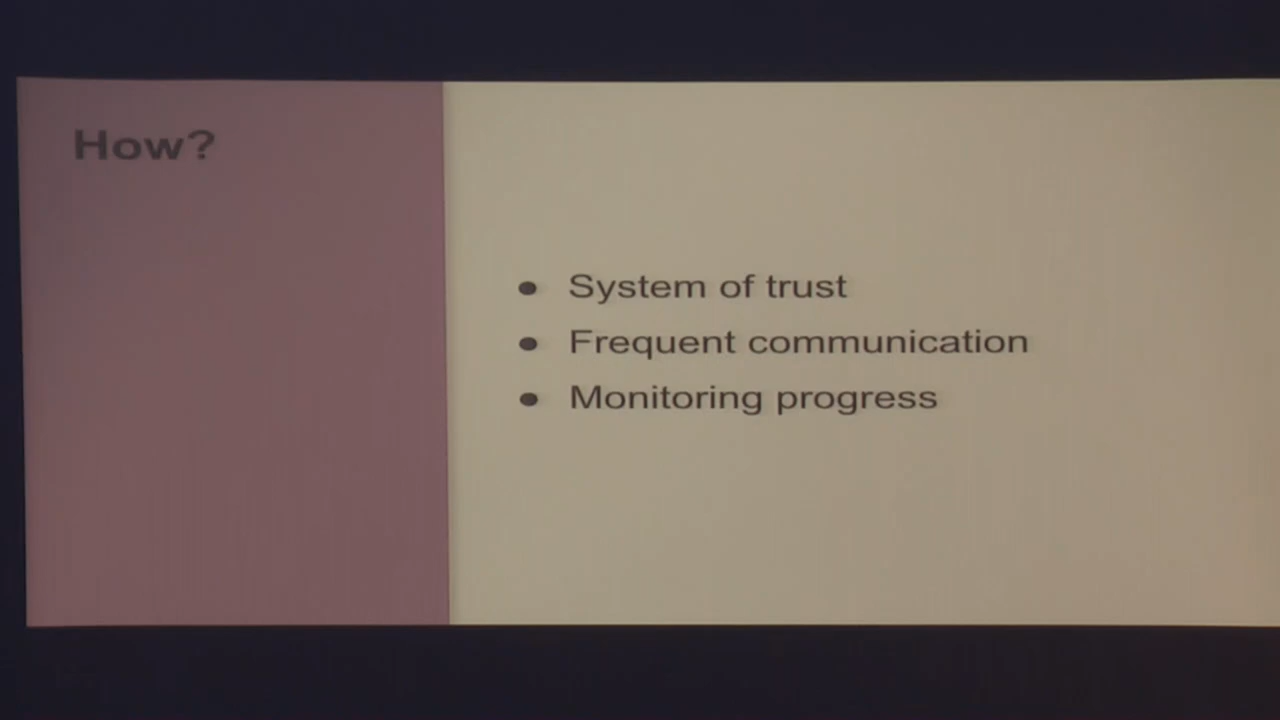 How?
● System of trust
● Frequent communication
● Monitoring progress